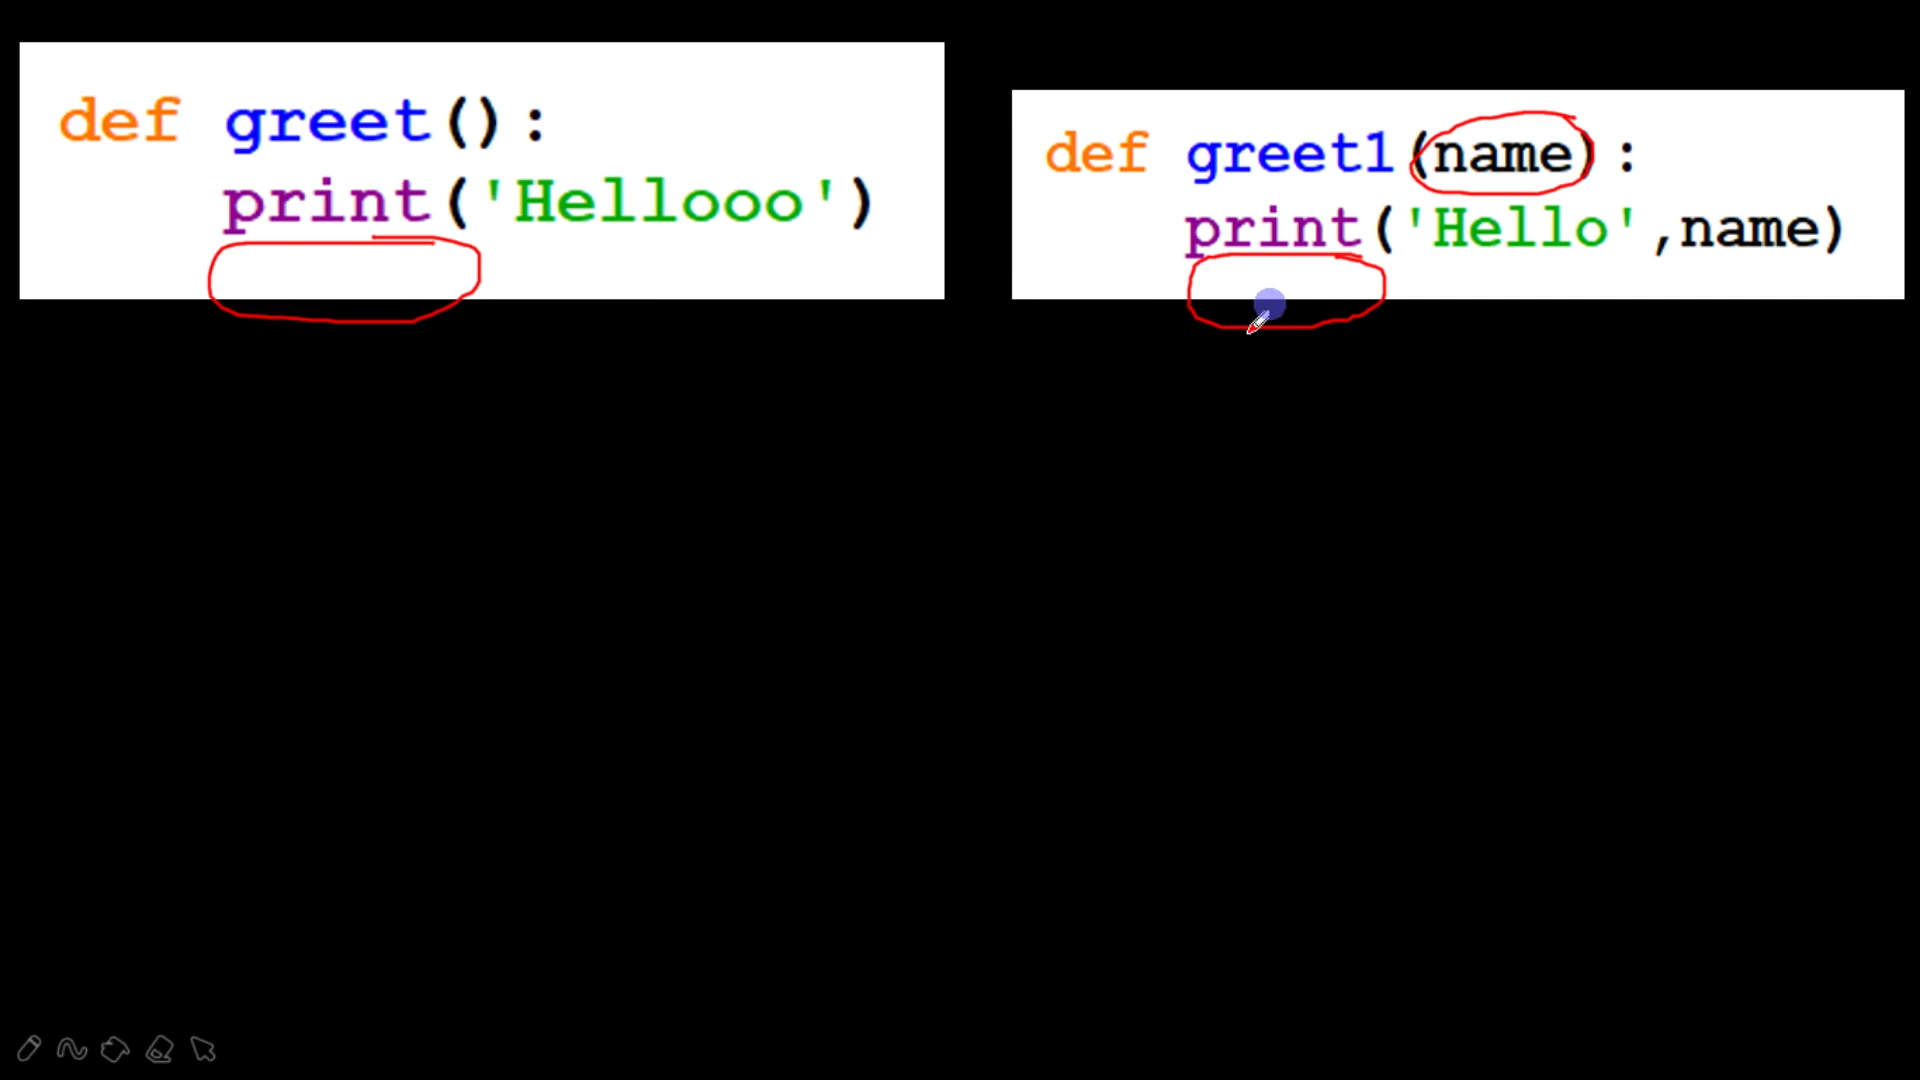 def greet():
    print('Hellooo')
def greet1(name):
    print('Hello',name)